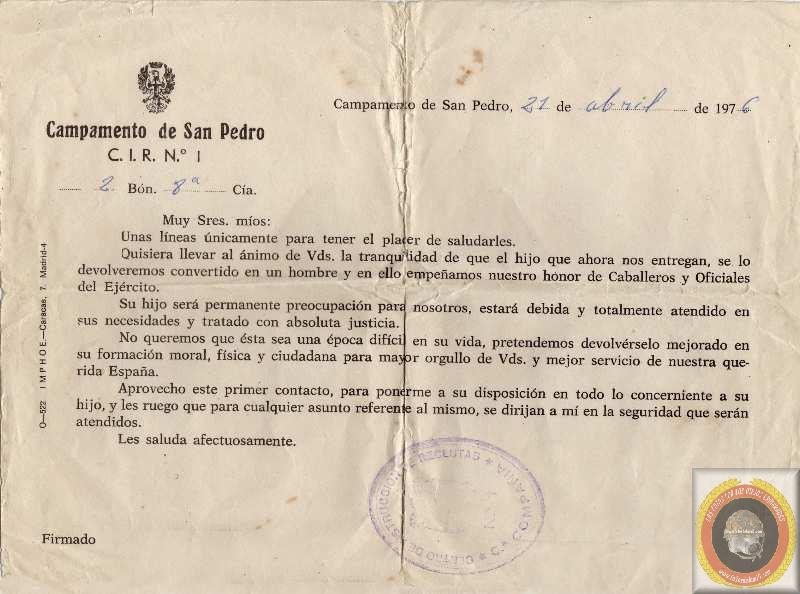 Campamento de San Pedro
C. I. R. N.º 1
2 Bón. 8ª Cía.
Campamento de San Pedro, 21 de abril de 1976
Muy Sres. míos:
Unas líneas únicamente para tener el placer de saludarles.
Quisiera llevar al ánimo de Vds. la tranquilidad de que el hijo que ahora nos entregan, se lo
devolveremos convertido en un hombre y en ello empeñamos nuestro honor de Caballeros y Oficiales
del Ejército.
Su hijo será permanente preocupación para nosotros, estará debida y totalmente atendido en
sus necesidades y tratado con absoluta justicia.
No queremos que ésta sea una época difícil en su vida, pretendemos devolvérselo mejorado en
su formación moral, física y ciudadana para mayor orgullo de Vds. y mejor servicio de nuestra que-
rida España.
Aprovecho este primer contacto, para ponerme a su disposición en todo lo concerniente a su
hijo, y les ruego que para cualquier asunto referente al mismo, se dirijan a mí en la seguridad que serán
atendidos.
Les saluda afectuosamente.
Firmado
O—522 IMPHOE.—Caracas, 7. Madrid-4
RECLUTAS * COMPAÑIA